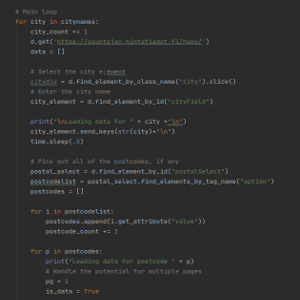 # Main loop
for city in citynames:
city_count += 1
d.get('https://asuntojen.hintatiedot.fi/haku/')
data = []
# Select the city element
citydiv = d.find_element_by_class_name("city").click()
# Enter the city name
city_element = d.find_element_by_id("cityField")
print("\nLoading data for " + city +"\n")
city_element.send_keys(str(city)+"\n")
time.sleep(.5)
# Pick out all of the postcodes, if any
postal_select = d.find_element_by_id("postalSelect")
postcodelist = postal_select.find_elements_by_tag_name("option")
postcodes = []
for i in postcodelist:
postcodes.append(i.get_attribute("value"))
postcode_count += 1
for p in postcodes:
print("Loading data for postcode " + p)
# Handle the potential for multiple pages
pg = 1
is_data = True